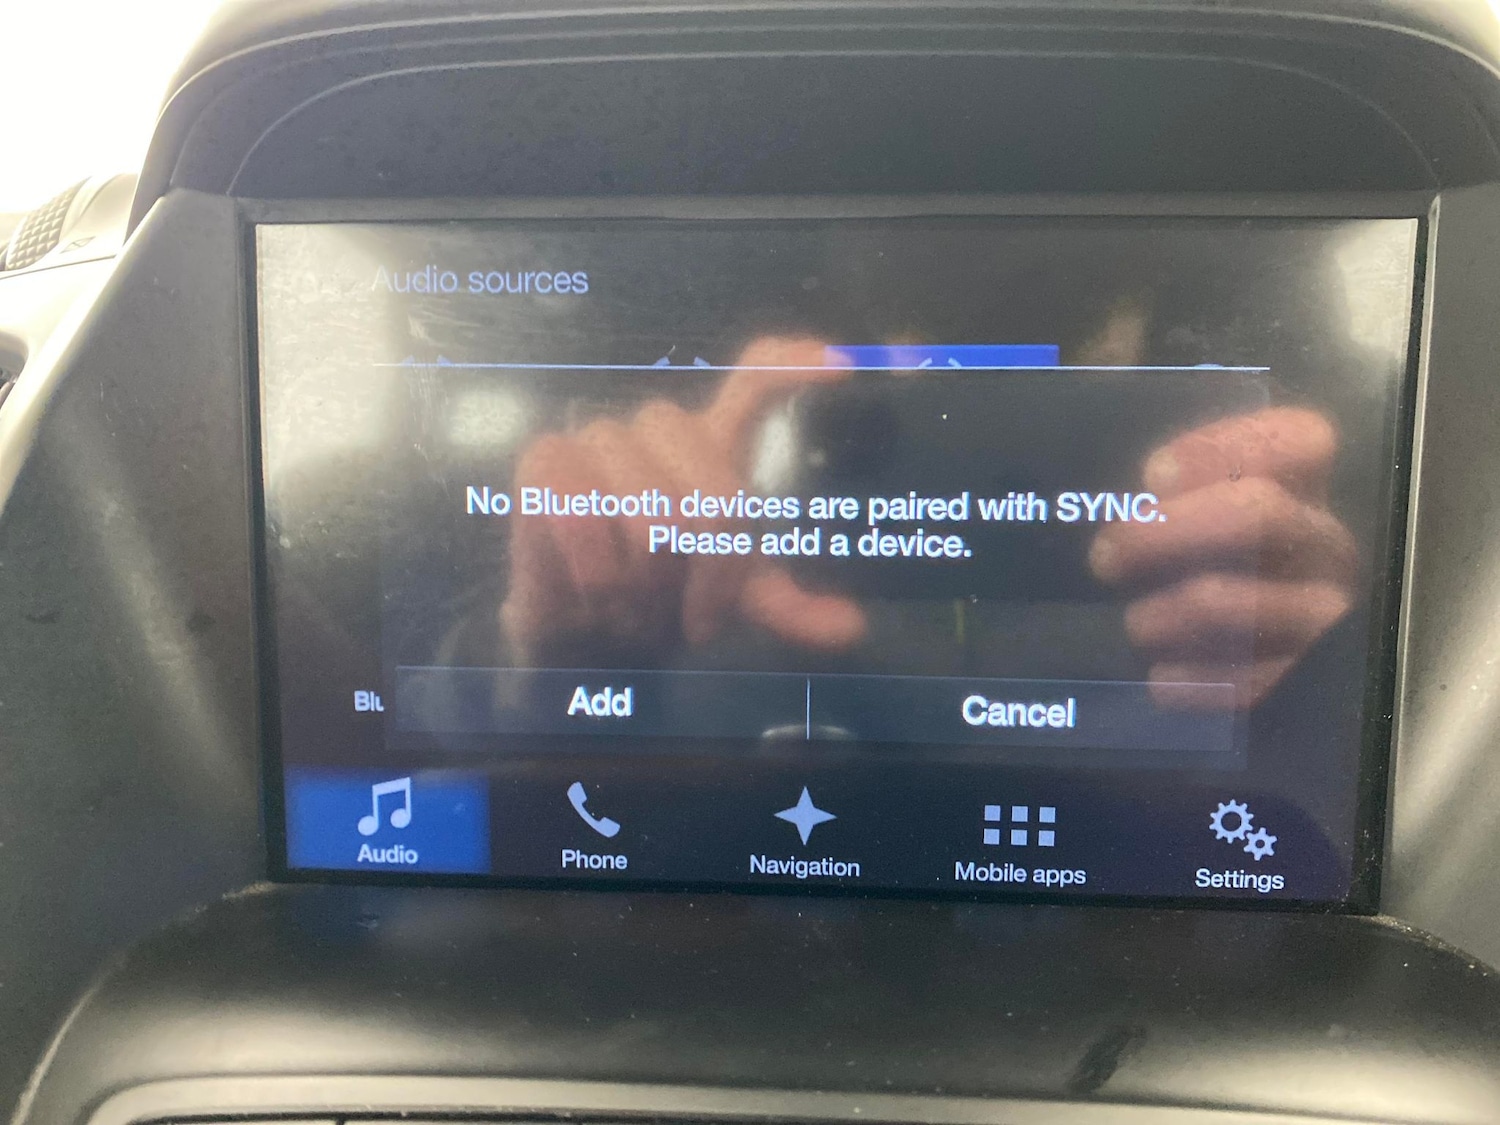 Audio sources
No Bluetooth devices are paired with SYNC.
Please add a device.
Add
Cancel
Audio
Phone
Navigation
Mobile apps
Settings